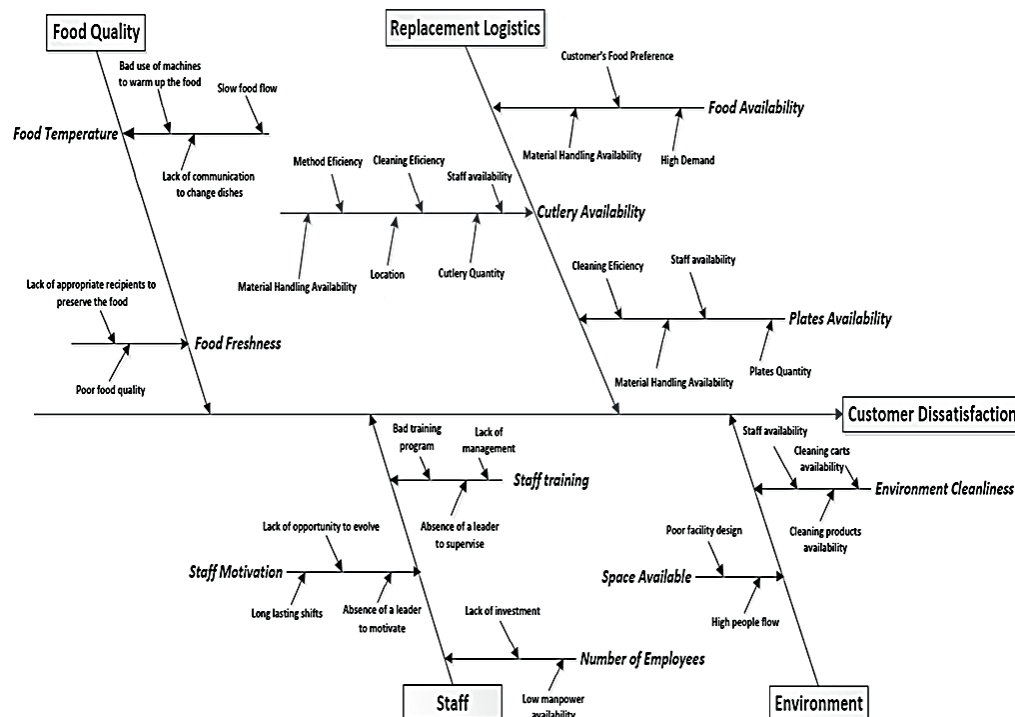 Food Quality
Replacement Logistics
Bad use of machines
to warm up the food
Slow food flow
Food Temperature
Lack of communication
to change dishes
Customer's Food Preference
Food Availability
Material Handling Availability
High Demand
Method Eficiency
Cleaning Eficiency
Staff availability
Cutlery Availability
Material Handling Availability
Location
Cutlery Quantity
Cleaning Eficiency
Staff availability
Plates Availability
Material Handling Availability
Plates Quantity
Lack of appropriate recipients to
preserve the food
Food Freshness
Poor food quality
Customer Dissatisfaction
Bad training
program
Lack of
management
Staff training
Absence of a leader
to supervise
Lack of opportunity to evolve
Staff Motivation
Long lasting shifts
Absence of a leader
to motivate
Lack of investment
Number of Employees
Low manpower
availability
Staff
Staff availability
Cleaning carts
availability
Environment Cleanliness
Cleaning products
availability
Poor facility design
Space Available
High people flow
Environment